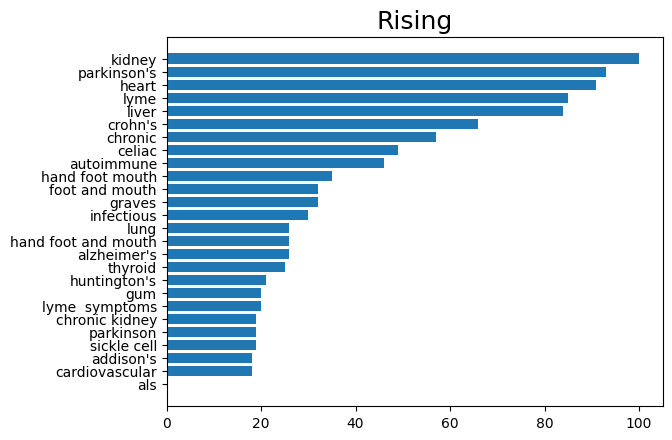 Rising
kidney
parkinson's
heart
lyme
liver
crohn's
chronic
celiac
autoimmune
hand foot mouth
foot and mouth
graves
infectious
lung
hand foot and mouth
alzheimer's
thyroid
huntington's
gum
lyme  symptoms
chronic kidney
parkinson
sickle cell
addison's
cardiovascular
als
0 20 40 60 80 100